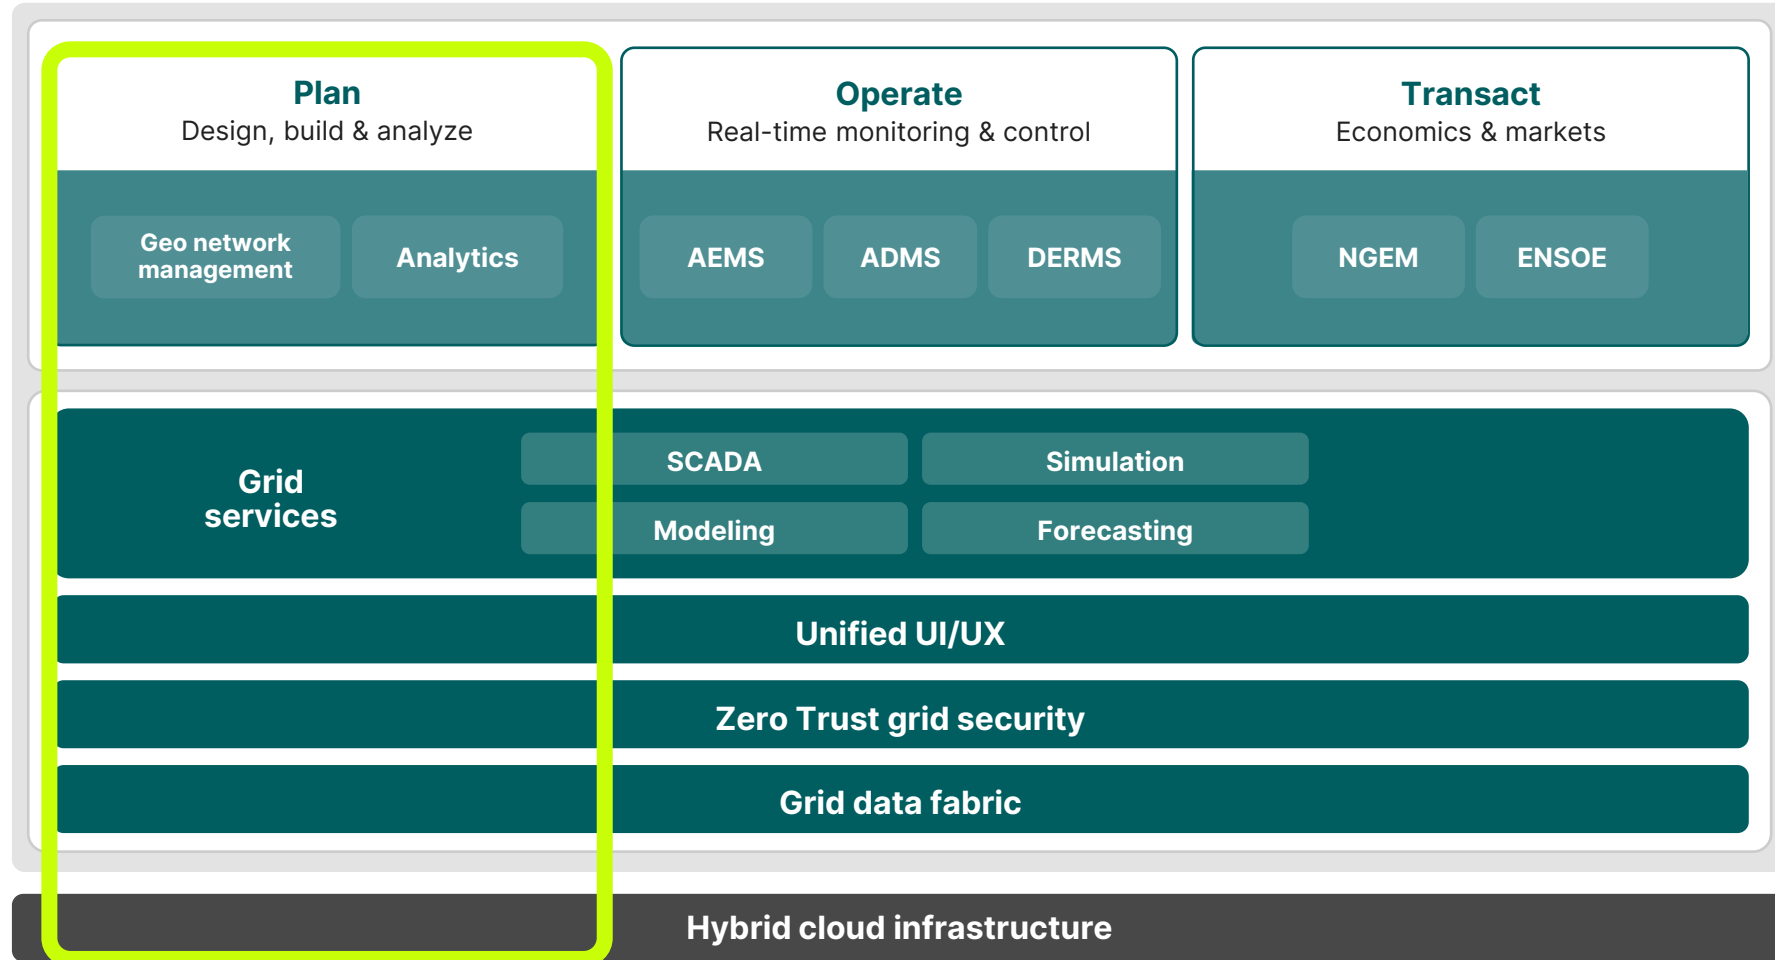 Plan
Design, build & analyze
Geo network
management
Analytics
Operate
Real-time monitoring & control
AEMS
ADMS
DERMS
Transact
Economics & markets
NGEM
ENSOE
Grid
services
SCADA
Simulation
Modeling
Forecasting
Unified UI/UX
Zero Trust grid security
Grid data fabric
Hybrid cloud infrastructure